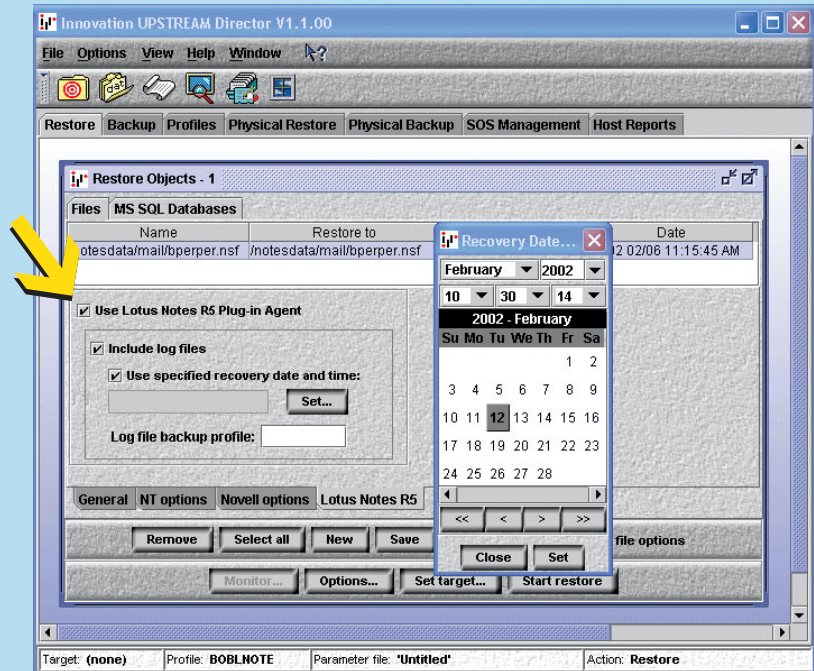 Innovation UPSTREAM Director V1.1.00
File Options View Help Window
Restore Backup Profiles Physical Restore Physical Backup SOS Management Host Reports
Restore Objects - 1
Files MS SQL Databases
Name Restore to Date
otesdata/mail/bperper.nsf /notesdata/mail/bperper.nsf 02/06 11:15:45 AM
Use Lotus Notes R5 Plug-in Agent
Include log files
Use specified recovery date and time:
Set...
Log file backup profile:
General NT options Novell options Lotus Notes R5
Remove Select all New Save file options
Monitor... Options... Set target... Start restore
Recovery Date...
February 2002
10 30 14
2002 - February
Su Mo Tu We Th Fr Sa
1 2
3 4 5 6 7 8 9
10 11 12 13 14 15 16
17 18 19 20 21 22 23
24 25 26 27 28
<< < > >>
Close Set
Target: (none) Profile: BOBLNOTE Parameter file: 'Untitled' Action: Restore